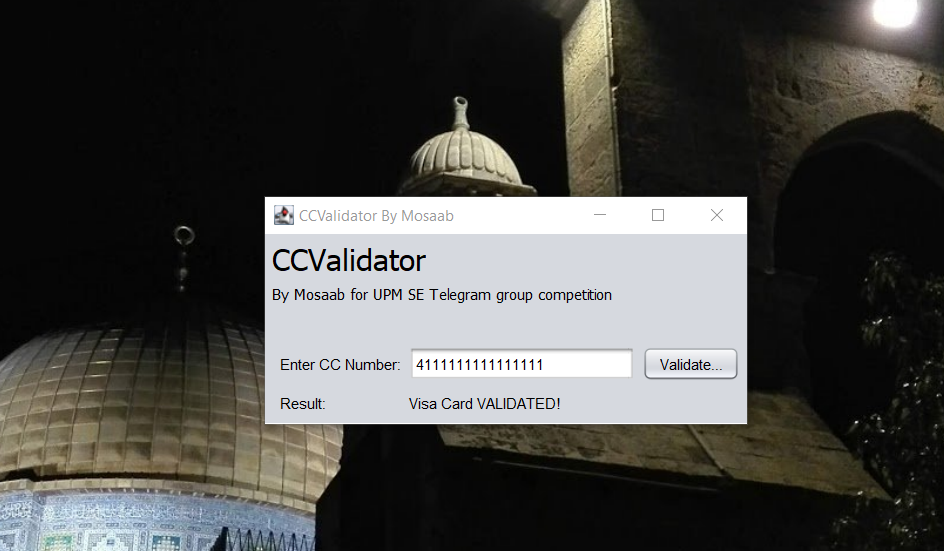 CCValidator By Mosaab
CCValidator
By Mosaab for UPM SE Telegram group competition
Enter CC Number: 4111111111111111 Validate...
Result: Visa Card VALIDATED!